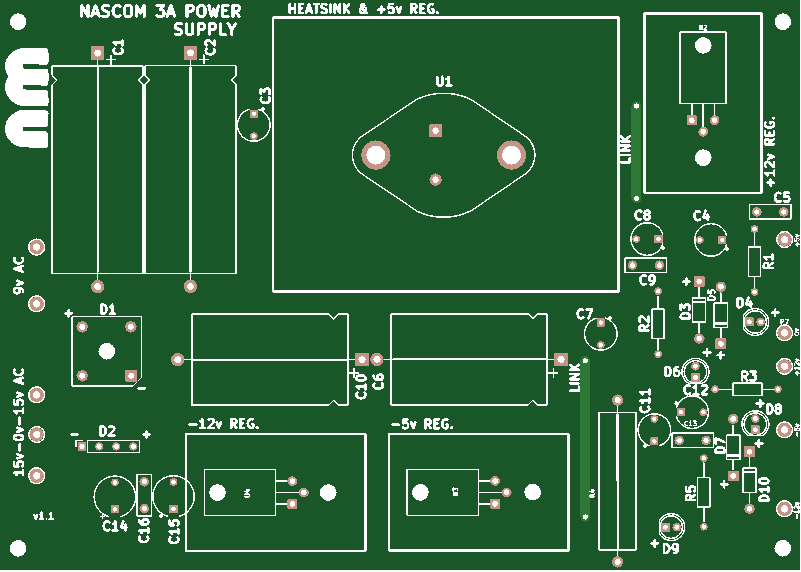 NASCOM 3A POWER
SUPPLY
HEATSINK & +5v REG.
C1
C2
C3
U1
LINK
+12v REG.
C5
C8
C4
C9
R1
9v AC
D1
C7
R2
D3
D5
D4
C10
C6
LINK
D6
R3
C12
C11
D8
C13
15v-0v-15v AC
D2
-12v REG.
-5v REG.
D7
D10
R5
v1.1
C14
C16
C15
D9